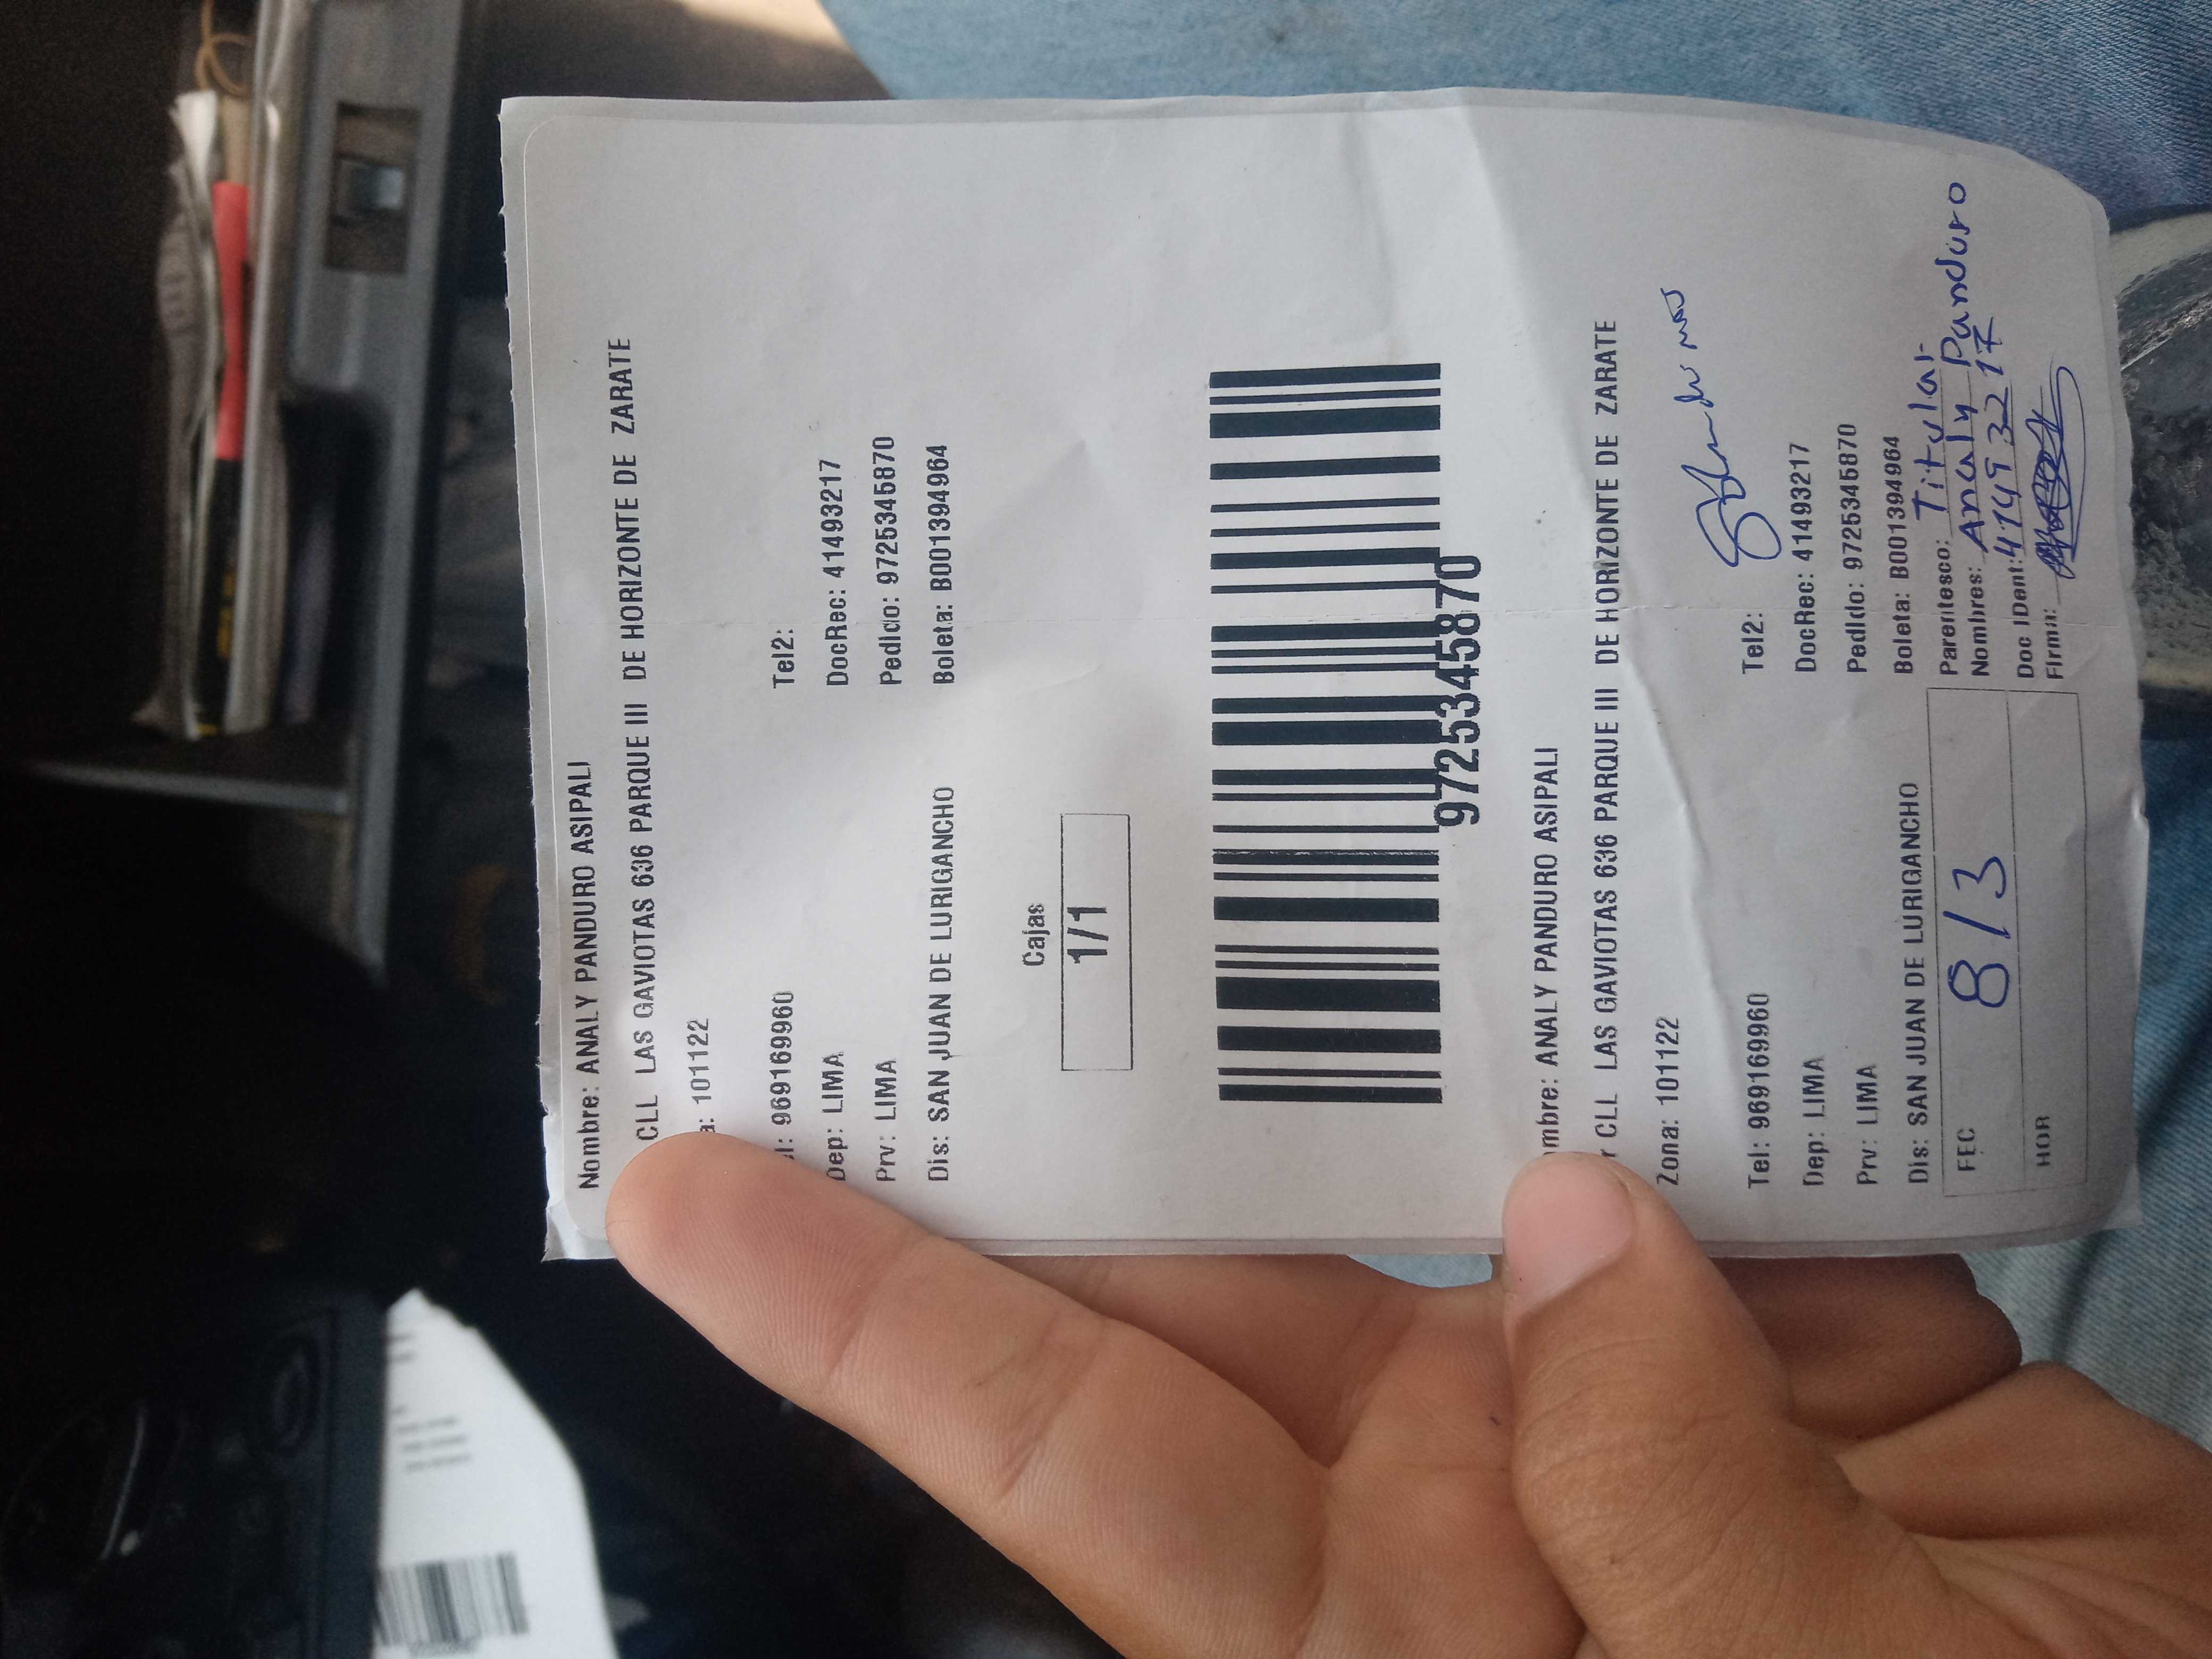 Nombre: ANALY PANDURO ASIPALI
CLL LAS GAVIOTAS 636 PARQUE III DE HORIZONTE DE ZARATE
a: 101122
l: 969169960 Tel2:
Dep: LIMA DocRec: 41493217
Prv: LIMA PedIdo: 972534587​0
Dis: SAN JUAN DE LURIGANCHO Boleta: B001394964
Cajas
1/1
9725345870
mbre: ANALY PANDURO ASIPALI
r CLL LAS GAVIOTAS 636 PARQUE III DE HORIZONTE DE ZARATE
Zona: 101122
Tel: 969169960 Tel2:
Dep: LIMA DocRec: 41493217
Prv: LIMA PedIdo: 9725345870
Dis: SAN JUAN DE LURIGANCHO Boleta: B001394964
FEC 8/3 Parentesco: Titular
Nombres: Analy Panduro
HOR Doc IDent: 41493217
FIrma: